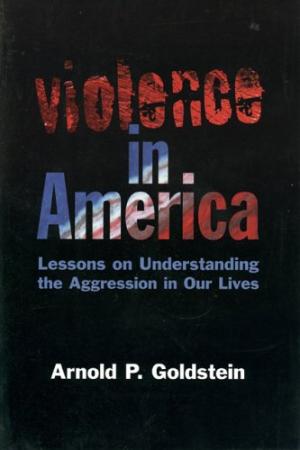 violence
in
America
Lessons on Understanding
the Aggression in Our Lives
Arnold P. Goldstein